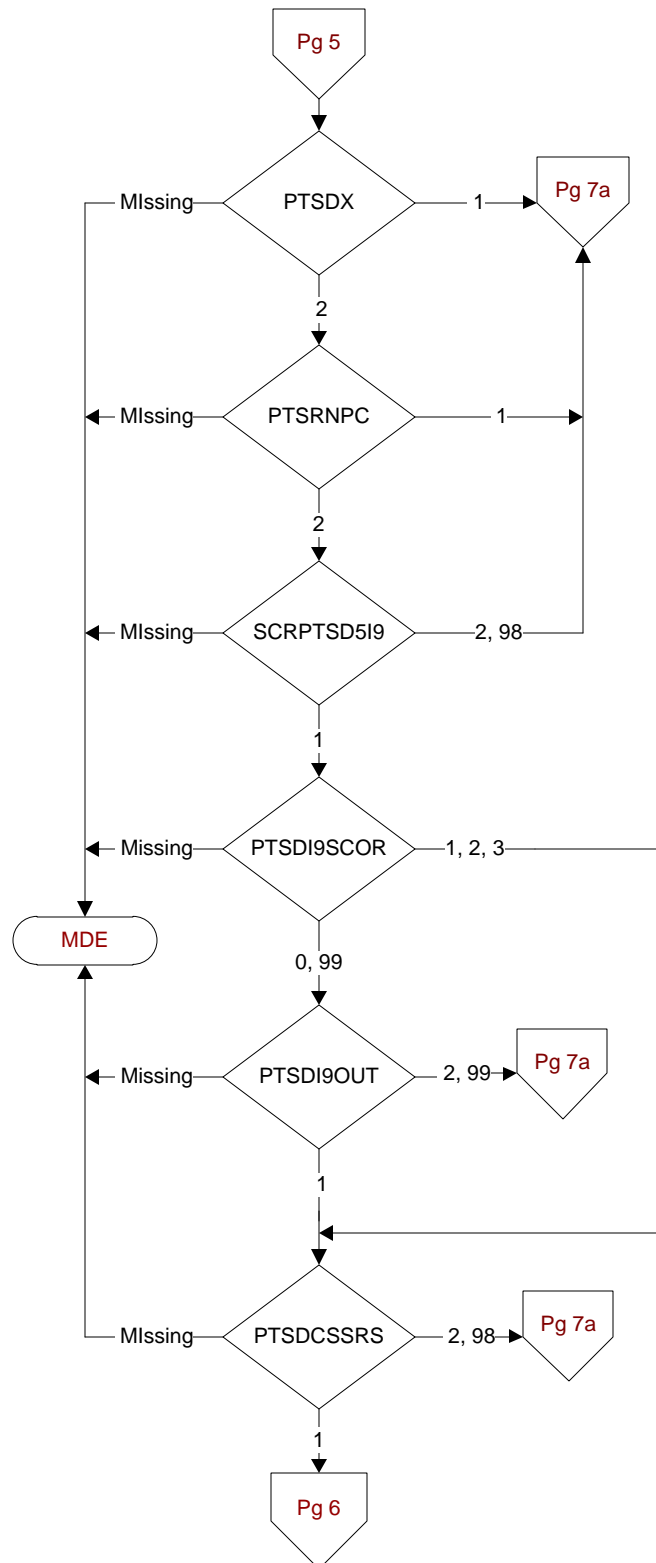 Pg 5
MIssing
PTSDX
1
Pg 7a
2
MIssing
PTSRNPC
1
2
MIssing
SCRPTSD5I9
2, 98
1
Missing
PTSDI9SCOR
1, 2, 3
MDE
0, 99
Missing
PTSDI9OUT
2, 99
Pg 7a
1
MIssing
PTSDCSSRS
2, 98
Pg 7a
1
Pg 6